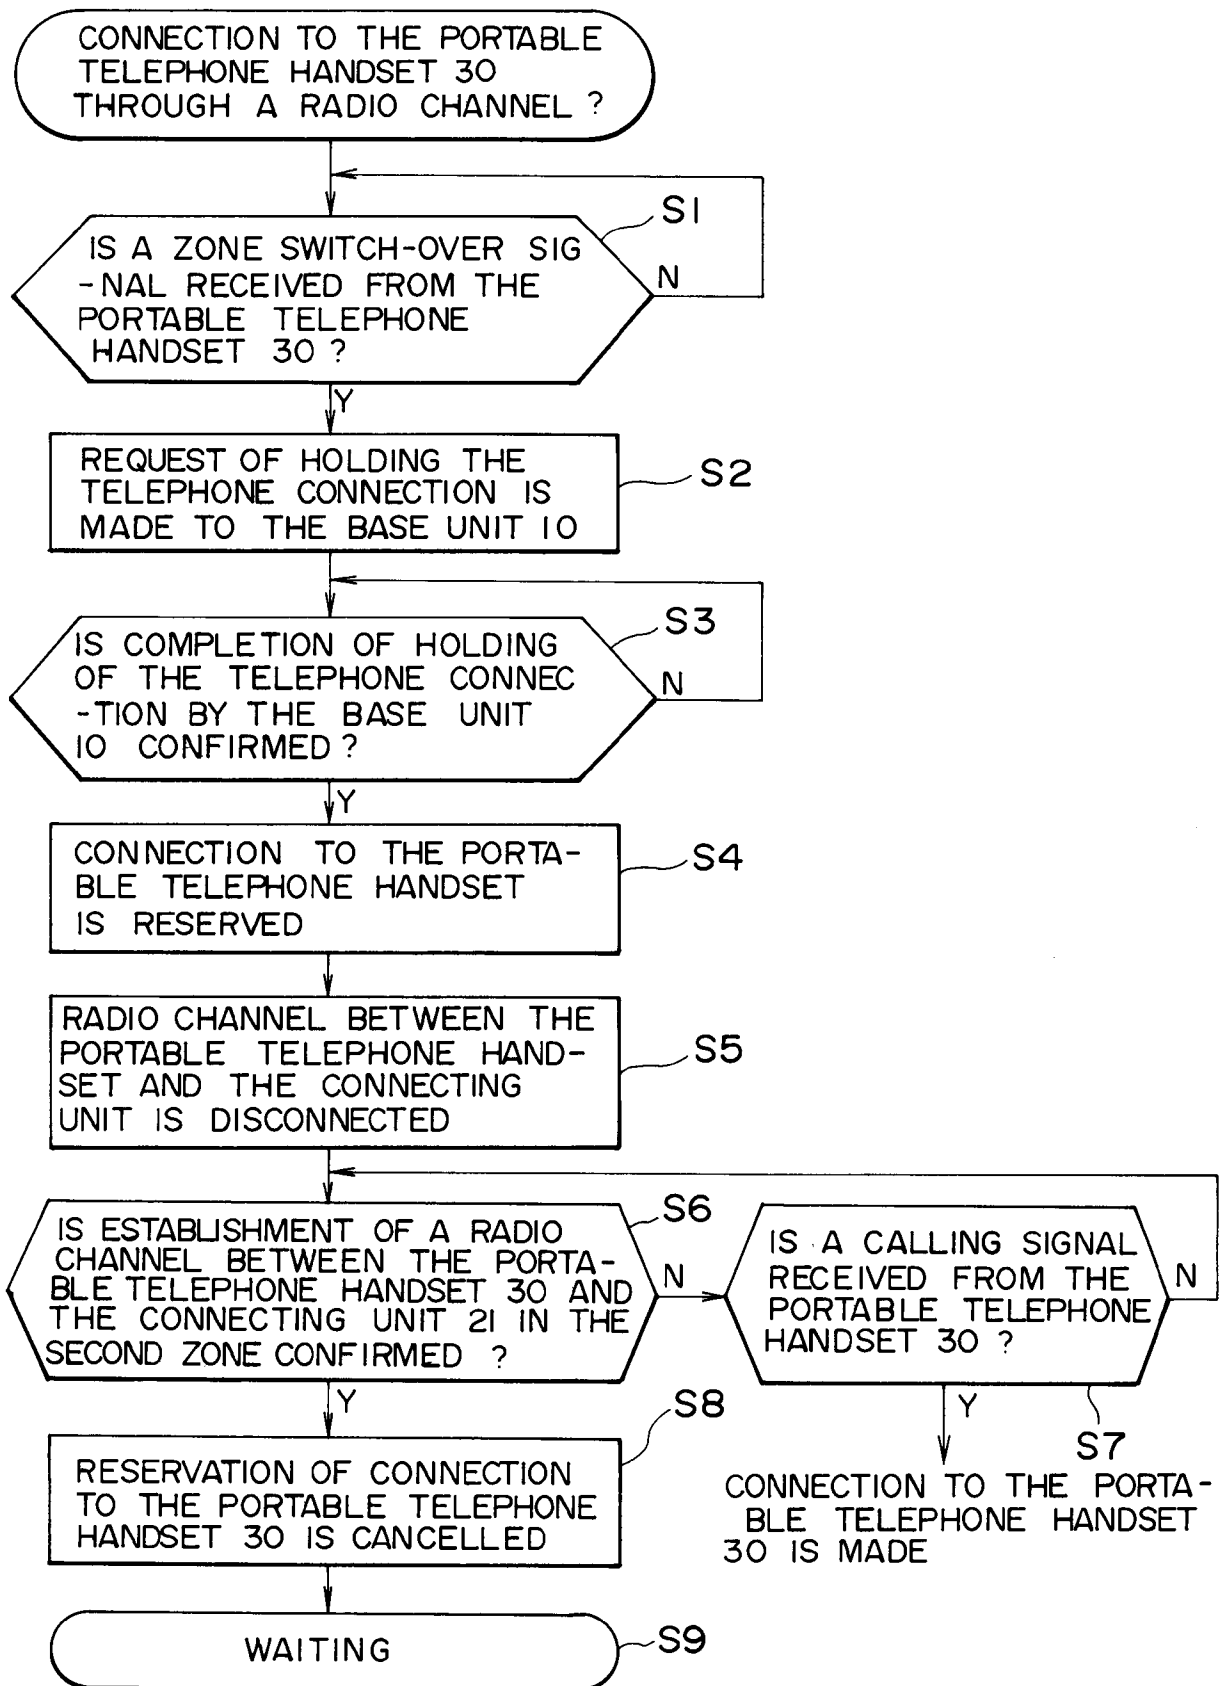 CONNECTION TO THE PORTABLE
TELEPHONE HANDSET 30
THROUGH A RADIO CHANNEL ?
S1
IS A ZONE SWITCH-OVER SIG
-NAL RECEIVED FROM THE
PORTABLE TELEPHONE
HANDSET 30 ?
N
Y
REQUEST OF HOLDING THE
TELEPHONE CONNECTION IS
MADE TO THE BASE UNIT 10
S2
S3
IS COMPLETION OF HOLDING
OF THE TELEPHONE CONNEC
-TION BY THE BASE UNIT
10 CONFIRMED ?
N
Y
CONNECTION TO THE PORTA-
BLE TELEPHONE HANDSET
IS RESERVED
S4
RADIO CHANNEL BETWEEN THE
PORTABLE TELEPHONE HAND-
SET AND THE CONNECTING
UNIT IS DISCONNECTED
S5
S6
IS ESTABLISHMENT OF A RADIO
CHANNEL BETWEEN THE PORTA-
BLE TELEPHONE HANDSET 30 AND
THE CONNECTING UNIT 21 IN THE
SECOND ZONE CONFIRMED ?
N
Y
IS A CALLING SIGNAL
RECEIVED FROM THE
PORTABLE TELEPHONE
HANDSET 30 ?
N
Y
S7
CONNECTION TO THE PORTA-
BLE TELEPHONE HANDSET
30 IS MADE
S8
RESERVATION OF CONNECTION
TO THE PORTABLE TELEPHONE
HANDSET 30 IS CANCELLED
WAITING
S9